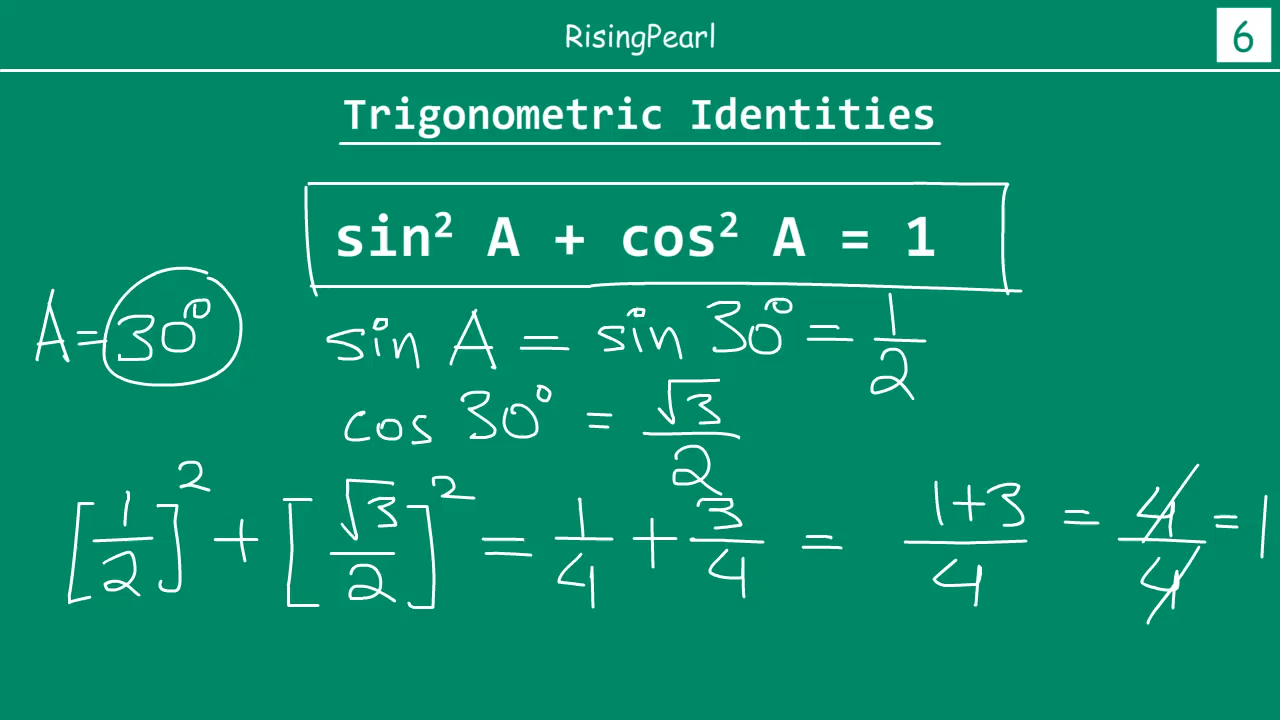 RisingPearl
6
Trigonometric Identities
sin² A + cos² A = 1
A = 30°
sin A = sin 30° = 1/2
cos 30° = √3/2
[1/2]² + [√3/2]² = 1/4 + 3/4 = 1+3/4 = 4/4 = 1